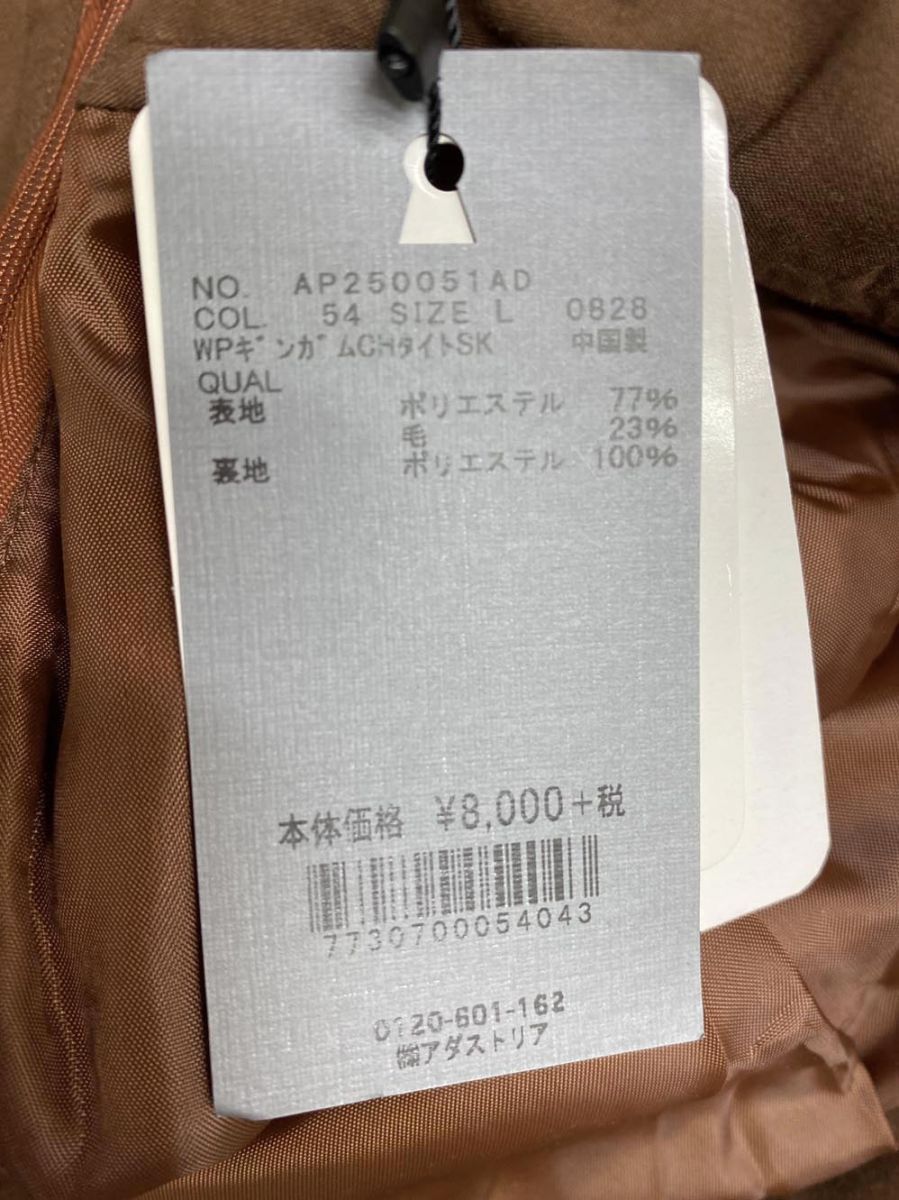 NO. AP250051AD
COL. 54 SIZE L 0828
WPギンガムCHタイトSK 中国製
QUAL
表地 ポリエステル 77%
毛 23%
裏地 ポリエステル 100%
本体価格 ¥8,000+税
7730700054043
0120-601-162
㈱アダストリア